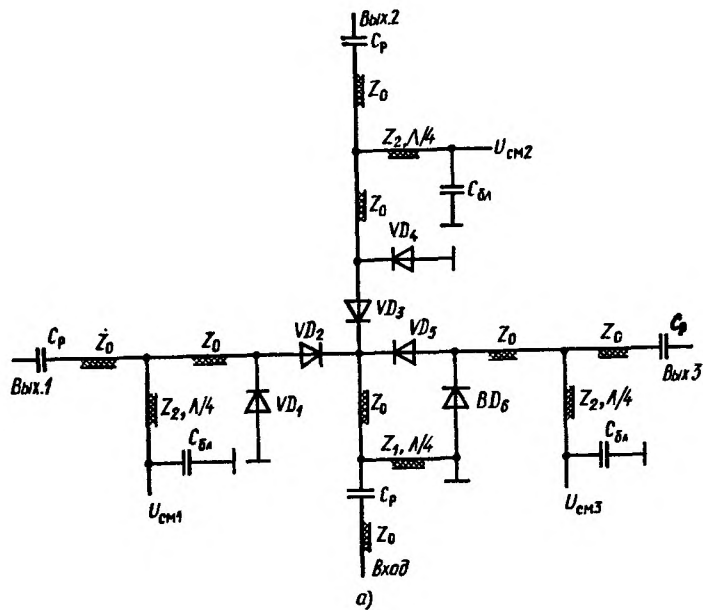 Вых.2
Cр
Z0
Z2, Λ/4
Uсм2
Cбл
Z0
VD4
VD3
Cр
Z0
Z0
VD2
VD5
Z0
Z0
Cр
Вых.1
Вых 3
Z2, Λ/4
VD1
Z0
BD6
Z2, Λ/4
Cбл
Z1, Λ/4
Cбл
Uсм1
Cр
Uсм3
Z0
Вход
а)